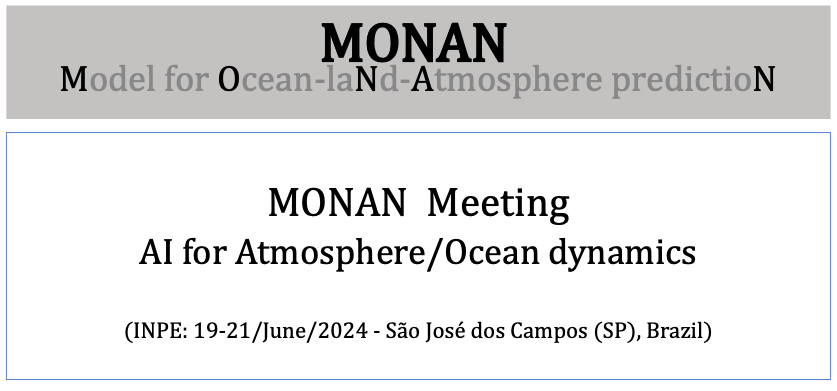 MONAN
Model for Ocean-laNd-Atmosphere predictioN
MONAN Meeting
AI for Atmosphere/Ocean dynamics
(INPE: 19-21/June/2024 - São José dos Campos (SP), Brazil)